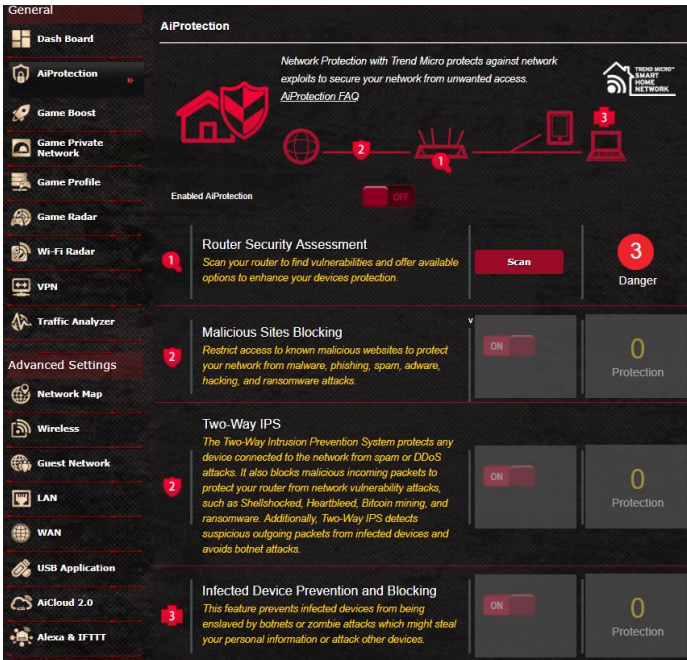 General
Dash Board
AiProtection
Game Boost
Game Private
Network
Game Profile
Game Radar
Wi-Fi Radar
VPN
Traffic Analyzer
Advanced Settings
Network Map
Wireless
Guest Network
LAN
WAN
USB Application
AiCloud 2.0
Alexa & IFTTT
AiProtection
Network Protection with Trend Micro protects against network
exploits to secure your network from unwanted access.
AiProtection FAQ
TREND MICRO™
SMART
HOME
NETWORK
2
1
3
Enabled AiProtection
OFF
1
Router Security Assessment
Scan your router to find vulnerabilities and offer available
options to enhance your devices protection.
Scan
3
Danger
2
Malicious Sites Blocking
Restrict access to known malicious websites to protect
your network from malware, phishing, spam, adware,
hacking, and ransomware attacks.
v
ON
0
Protection
2
Two-Way IPS
The Two-Way Intrusion Prevention System protects any
device connected to the network from spam or DDoS
attacks. It also blocks malicious incoming packets to
protect your router from network vulnerability attacks,
such as Shellshocked, Heartbleed, Bitcoin mining, and
ransomware. Additionally, Two-Way IPS detects
suspicious outgoing packets from infected devices and
avoids botnet attacks.
ON
0
Protection
3
Infected Device Prevention and Blocking
This feature prevents infected devices from being
enslaved by botnets or zombie attacks which might steal
your personal information or attack other devices.
ON
0
Protection